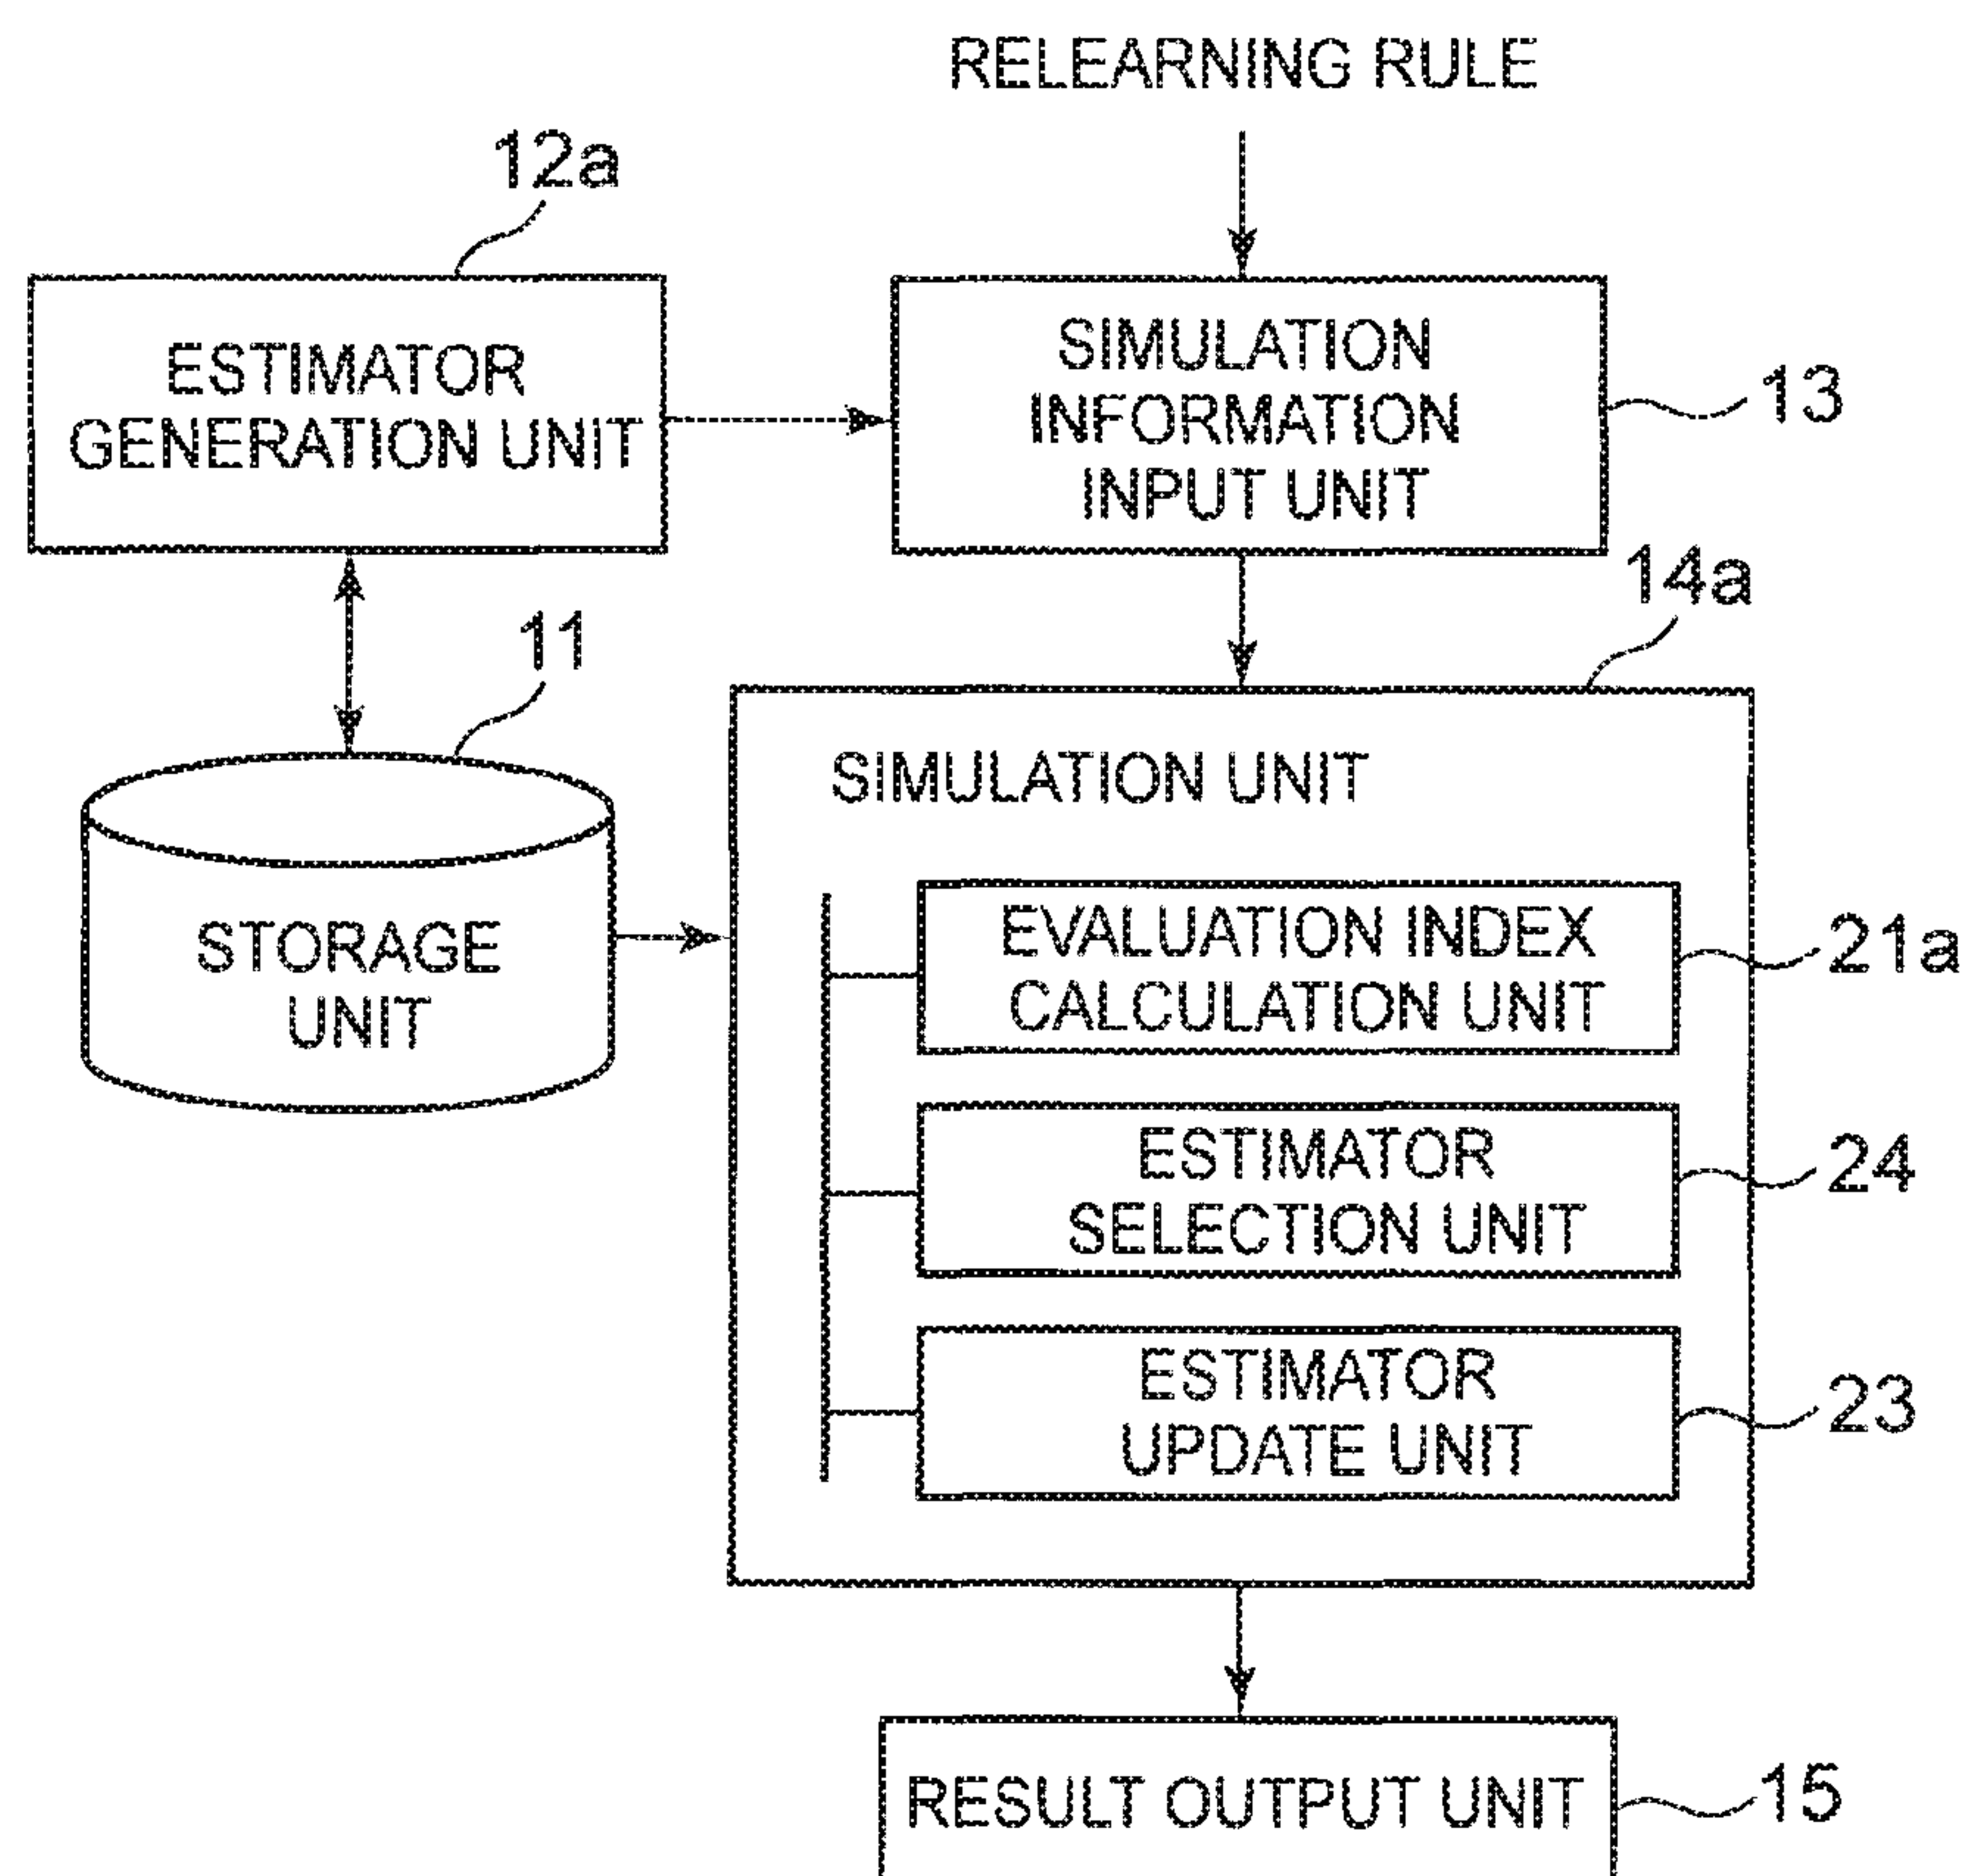 RELEARNING RULE
12a
ESTIMATOR
GENERATION UNIT
SIMULATION
INFORMATION
INPUT UNIT
13
14a
11
STORAGE
UNIT
SIMULATION UNIT
EVALUATION INDEX
CALCULATION UNIT
21a
ESTIMATOR
SELECTION UNIT
24
ESTIMATOR
UPDATE UNIT
23
RESULT OUTPUT UNIT
15